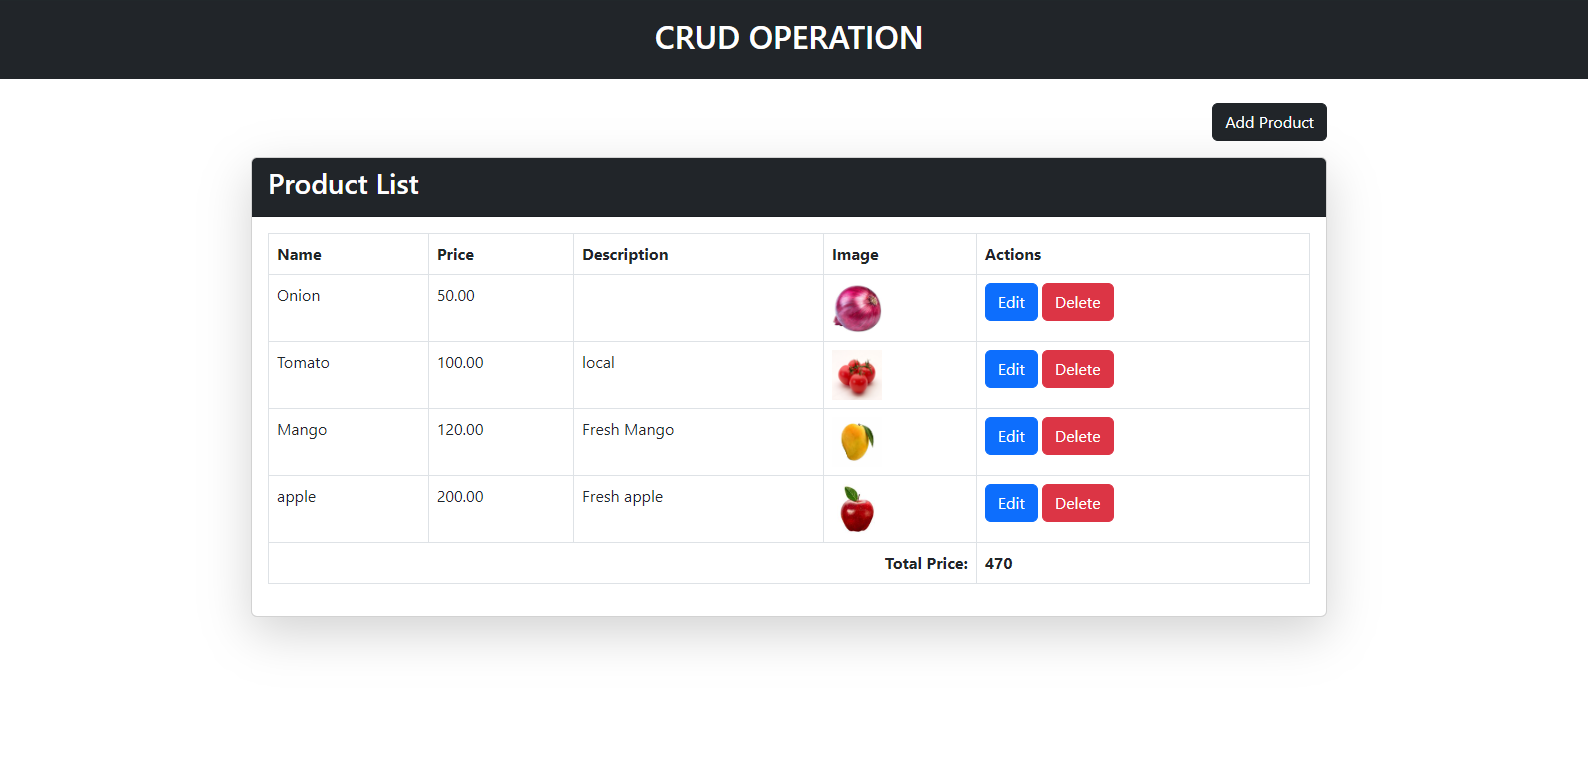 CRUD OPERATION
Add Product
Product List
Name Price Description Image Actions
Onion 50.00 Edit Delete
Tomato 100.00 local Edit Delete
Mango 120.00 Fresh Mango Edit Delete
apple 200.00 Fresh apple Edit Delete
Total Price: 470